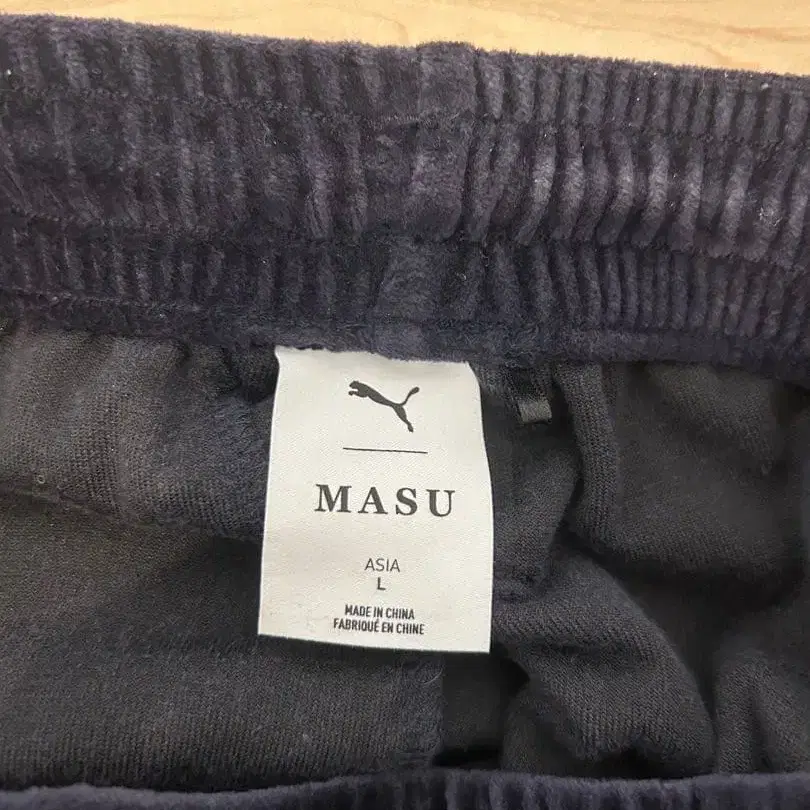 MASU
ASIA
L
MADE IN CHINA
FABRIQUÉ EN CHINE